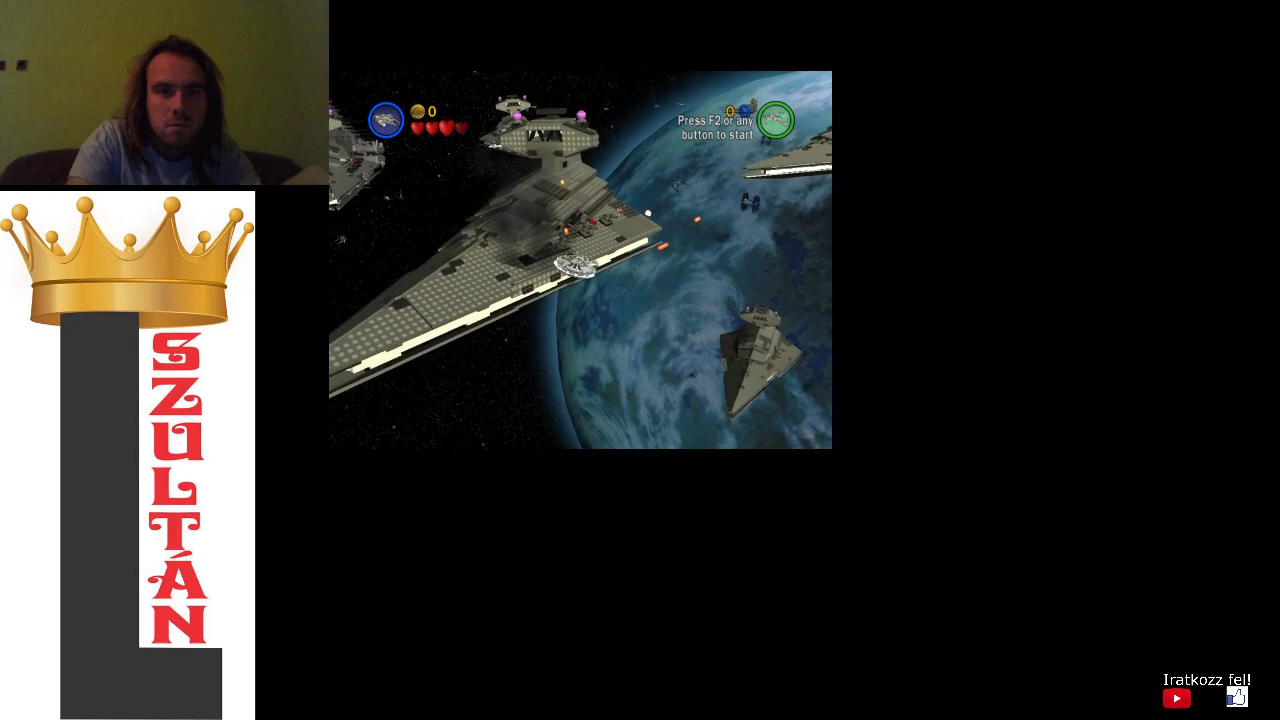 0
0
Press F2 or any
button to start
L
SZULTÁN
Iratkozz fel!